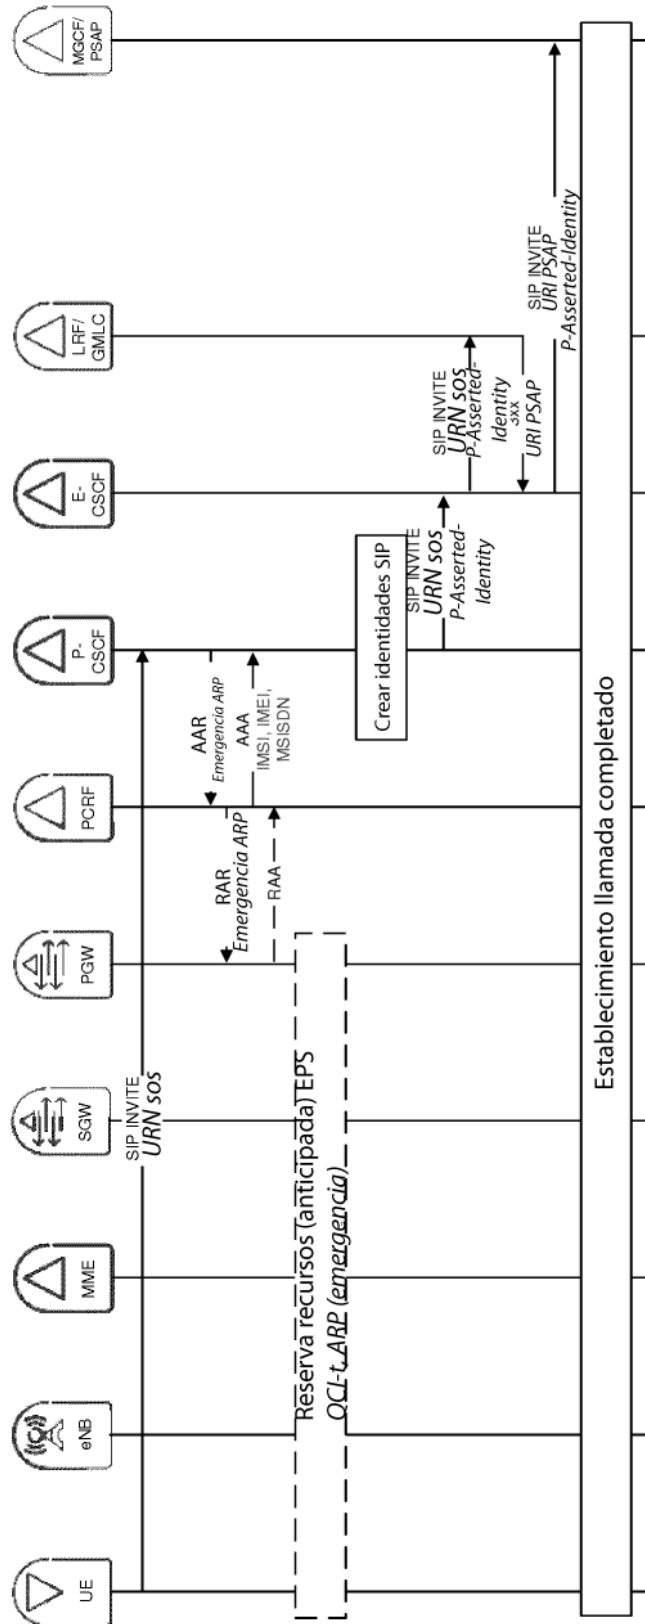 UE
eNB
MME
SGW
PGW
PCRF
P-
CSCF
E-
CSCF
LRF/
GMLC
MGCF/
PSAP
SIP INVITE
URN sos
AAR
Emergencia ARP
RAR
Emergencia ARP
AAA
IMSI, IMEI,
MSISDN
RAA
Reserva recursos (anticipada) EPS
QCI-t, ARP (emergencia)
Crear identidades SIP
SIP INVITE
URN sos
P-Asserted-
Identity
SIP INVITE
URN sos
P-Asserted-
Identity
3xx
URI PSAP
SIP INVITE
URI PSAP
P-Asserted-Identity
Establecimiento llamada completado